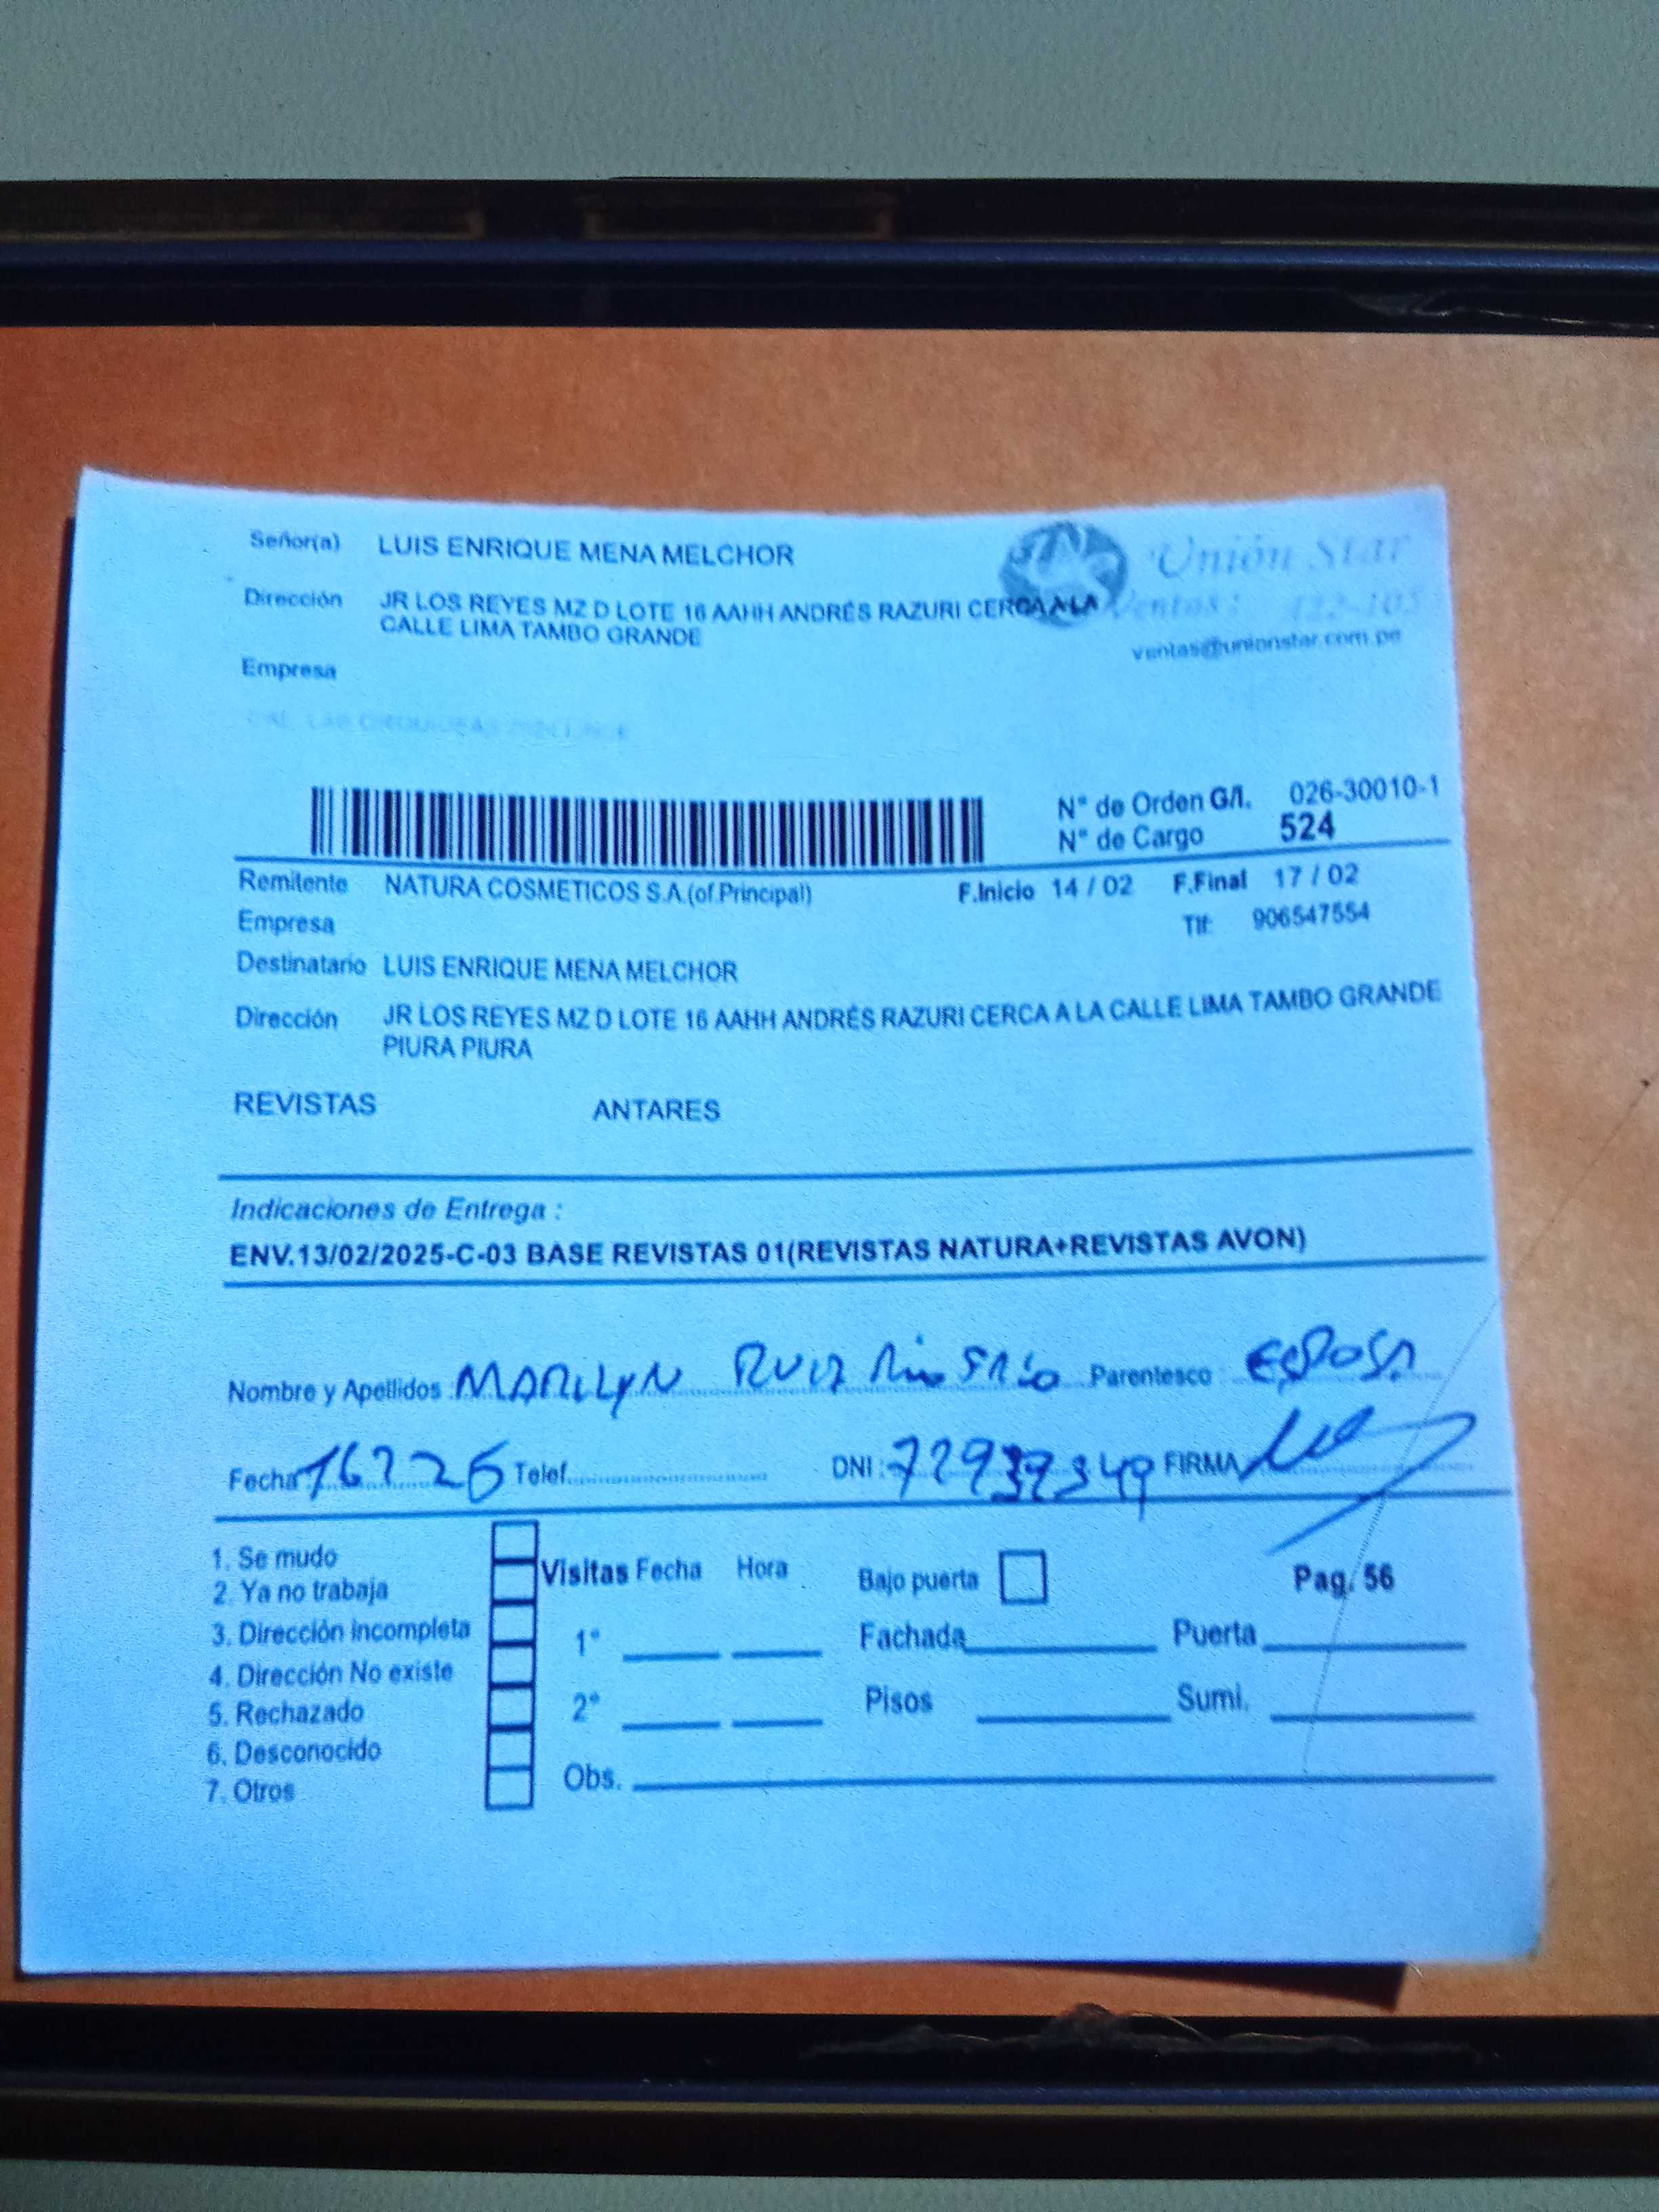 Señor(a) LUIS ENRIQUE MENA MELCHOR
Unión Star
Dirección JR LOS REYES MZ D LOTE 16 AAHH ANDRÉS RAZURI CERCA A LA
CALLE LIMA TAMBO GRANDE
Ventas: 422-105
ventas@unionstar.com.pe
Empresa
N° de Orden G/I. 026-30010-1
N° de Cargo 524
Remitente NATURA COSMETICOS S.A.(of.Principal) F.Inicio 14 / 02 F.Final 17 / 02
Empresa Tlf: 906547554
Destinatario LUIS ENRIQUE MENA MELCHOR
Dirección JR LOS REYES MZ D LOTE 16 AAHH ANDRÉS RAZURI CERCA A LA CALLE LIMA TAMBO GRANDE
PIURA PIURA
REVISTAS ANTARES
Indicaciones de Entrega :
ENV.13/02/2025-C-03 BASE REVISTAS 01(REVISTAS NATURA+REVISTAS AVON)
Nombre y Apellidos : MARILYN RUIZ Parentesco : ESPOSA
Fecha Telef. DNI : FIRMA
1. Se mudo
2. Ya no trabaja
3. Dirección incompleta
4. Dirección No existe
5. Rechazado
6. Desconocido
7. Otros
Visitas Fecha Hora
1°
2°
Obs.
Bajo puerta Pag. 56
Fachada Puerta
Pisos Sumi.